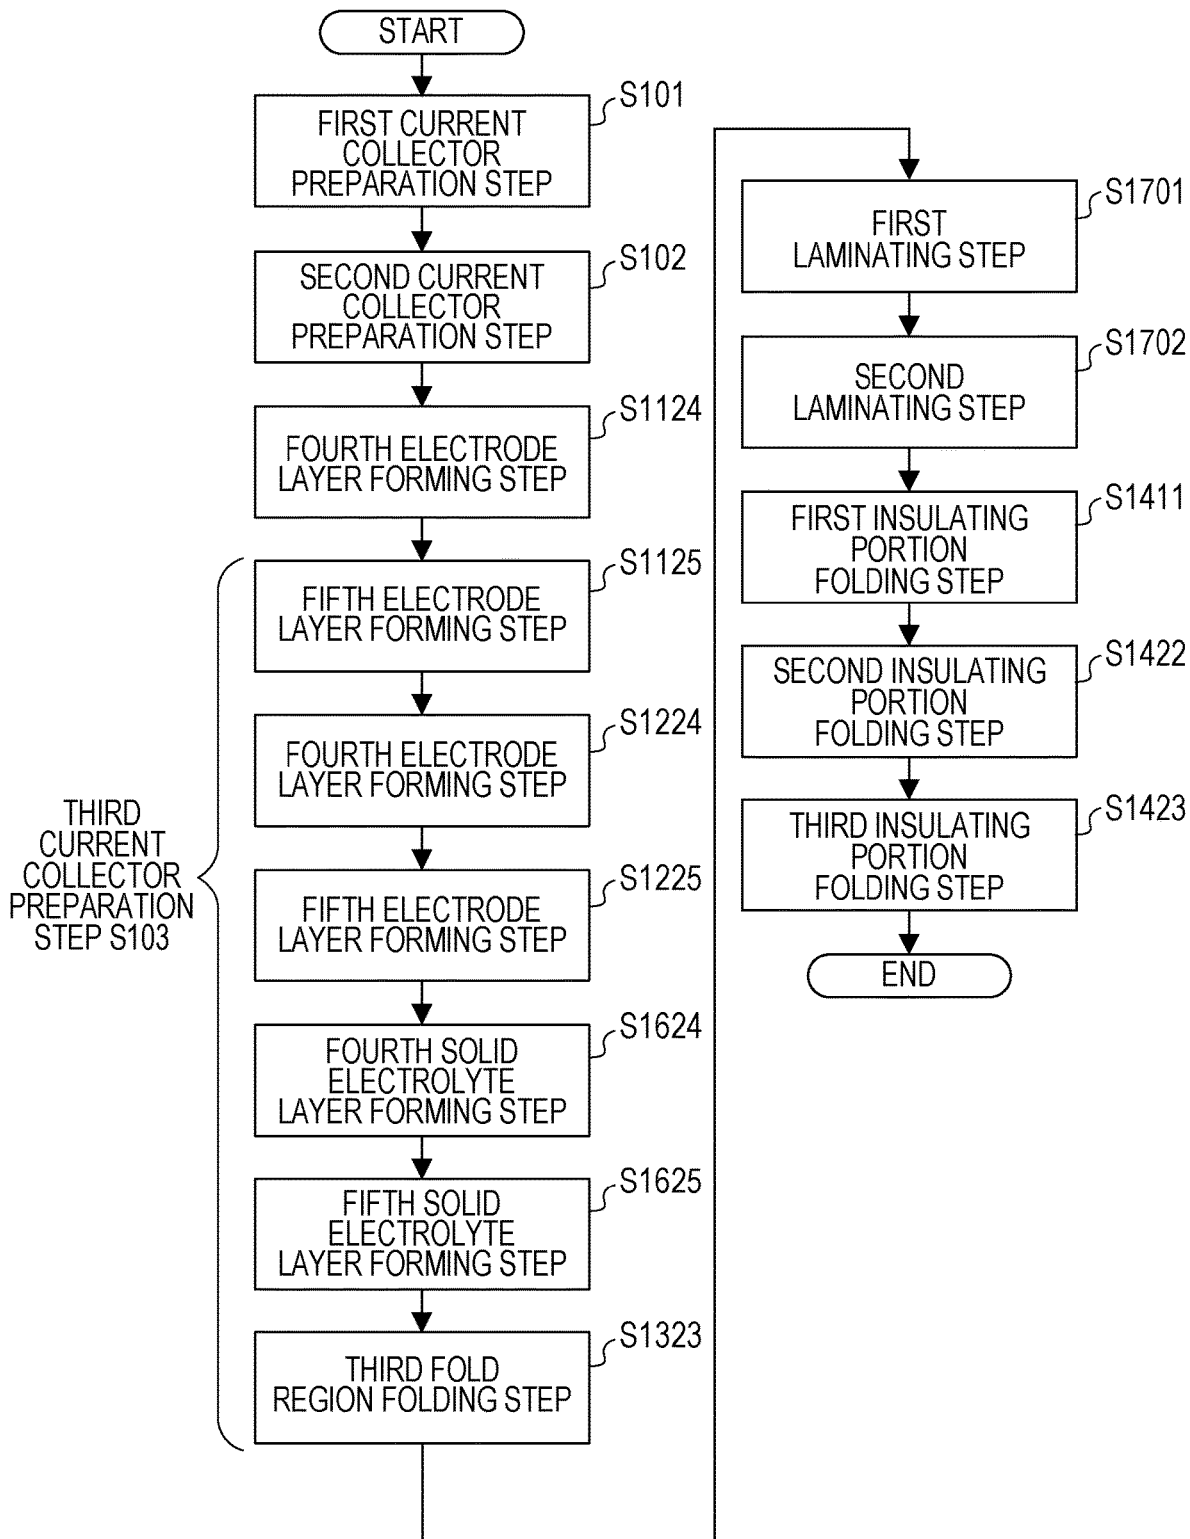 START
FIRST CURRENT
COLLECTOR
PREPARATION STEP
S101
SECOND CURRENT
COLLECTOR
PREPARATION STEP
S102
FOURTH ELECTRODE
LAYER FORMING STEP
S1124
THIRD
CURRENT
COLLECTOR
PREPARATION
STEP S103
FIFTH ELECTRODE
LAYER FORMING STEP
S1125
FOURTH ELECTRODE
LAYER FORMING STEP
S1224
FIFTH ELECTRODE
LAYER FORMING STEP
S1225
FOURTH SOLID
ELECTROLYTE
LAYER FORMING STEP
S1624
FIFTH SOLID
ELECTROLYTE
LAYER FORMING STEP
S1625
THIRD FOLD
REGION FOLDING STEP
S1323
FIRST
LAMINATING STEP
S1701
SECOND
LAMINATING STEP
S1702
FIRST INSULATING
PORTION
FOLDING STEP
S1411
SECOND INSULATING
PORTION
FOLDING STEP
S1422
THIRD INSULATING
PORTION
FOLDING STEP
S1423
END